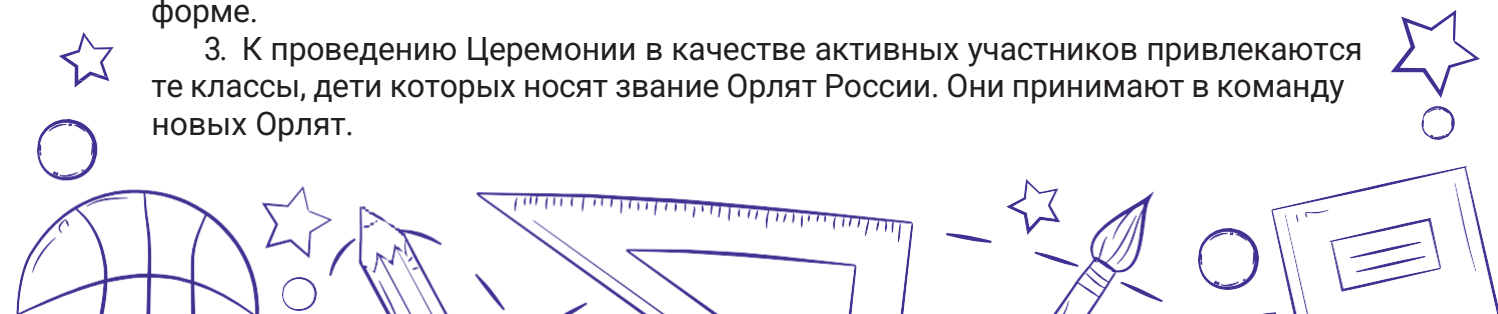 форме.
3. К проведению Церемонии в качестве активных участников привлекаются
те классы, дети которых носят звание Орлят России. Они принимают в команду
новых Орлят.